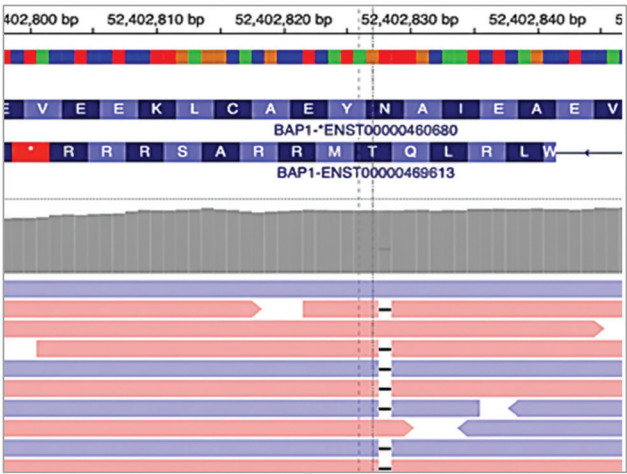 402,800 bp 52,402,810 bp 52,402,820 bp 52,402,830 bp 52,402,840 bp 5
E V E E K L C A E Y N A I E A E V
BAP1-*ENST00000460680
* R R R S A R R M T Q L R L W
BAP1-ENST00000469613